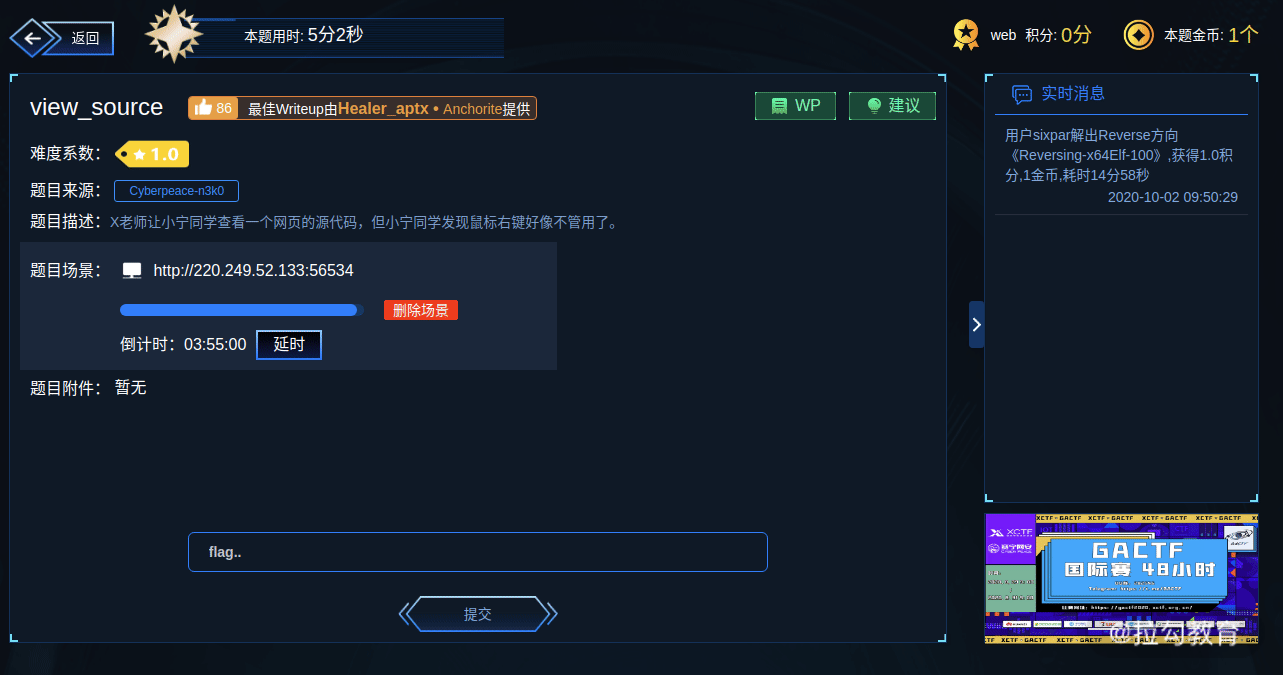 返回
本题用时: 5分2秒
web 积分: 0分
本题金币: 1个
view_source
86 最佳Writeup由Healer_aptx • Anchorite提供
WP
建议
难度系数： 1.0
题目来源： Cyberpeace-n3k0
题目描述： X老师让小宁同学查看一个网页的源代码，但小宁同学发现鼠标右键好像不管用了。
题目场景： http://220.249.52.133:56534
删除场景
倒计时：03:55:00 延时
题目附件： 暂无
flag..
提交
实时消息
用户sixpar解出Reverse方向
《Reversing-x64Elf-100》,获得1.0积
分,1金币,耗时14分58秒
2020-10-02 09:50:29
XCTF
GACTF
国际赛 48小时
@拉勾教育